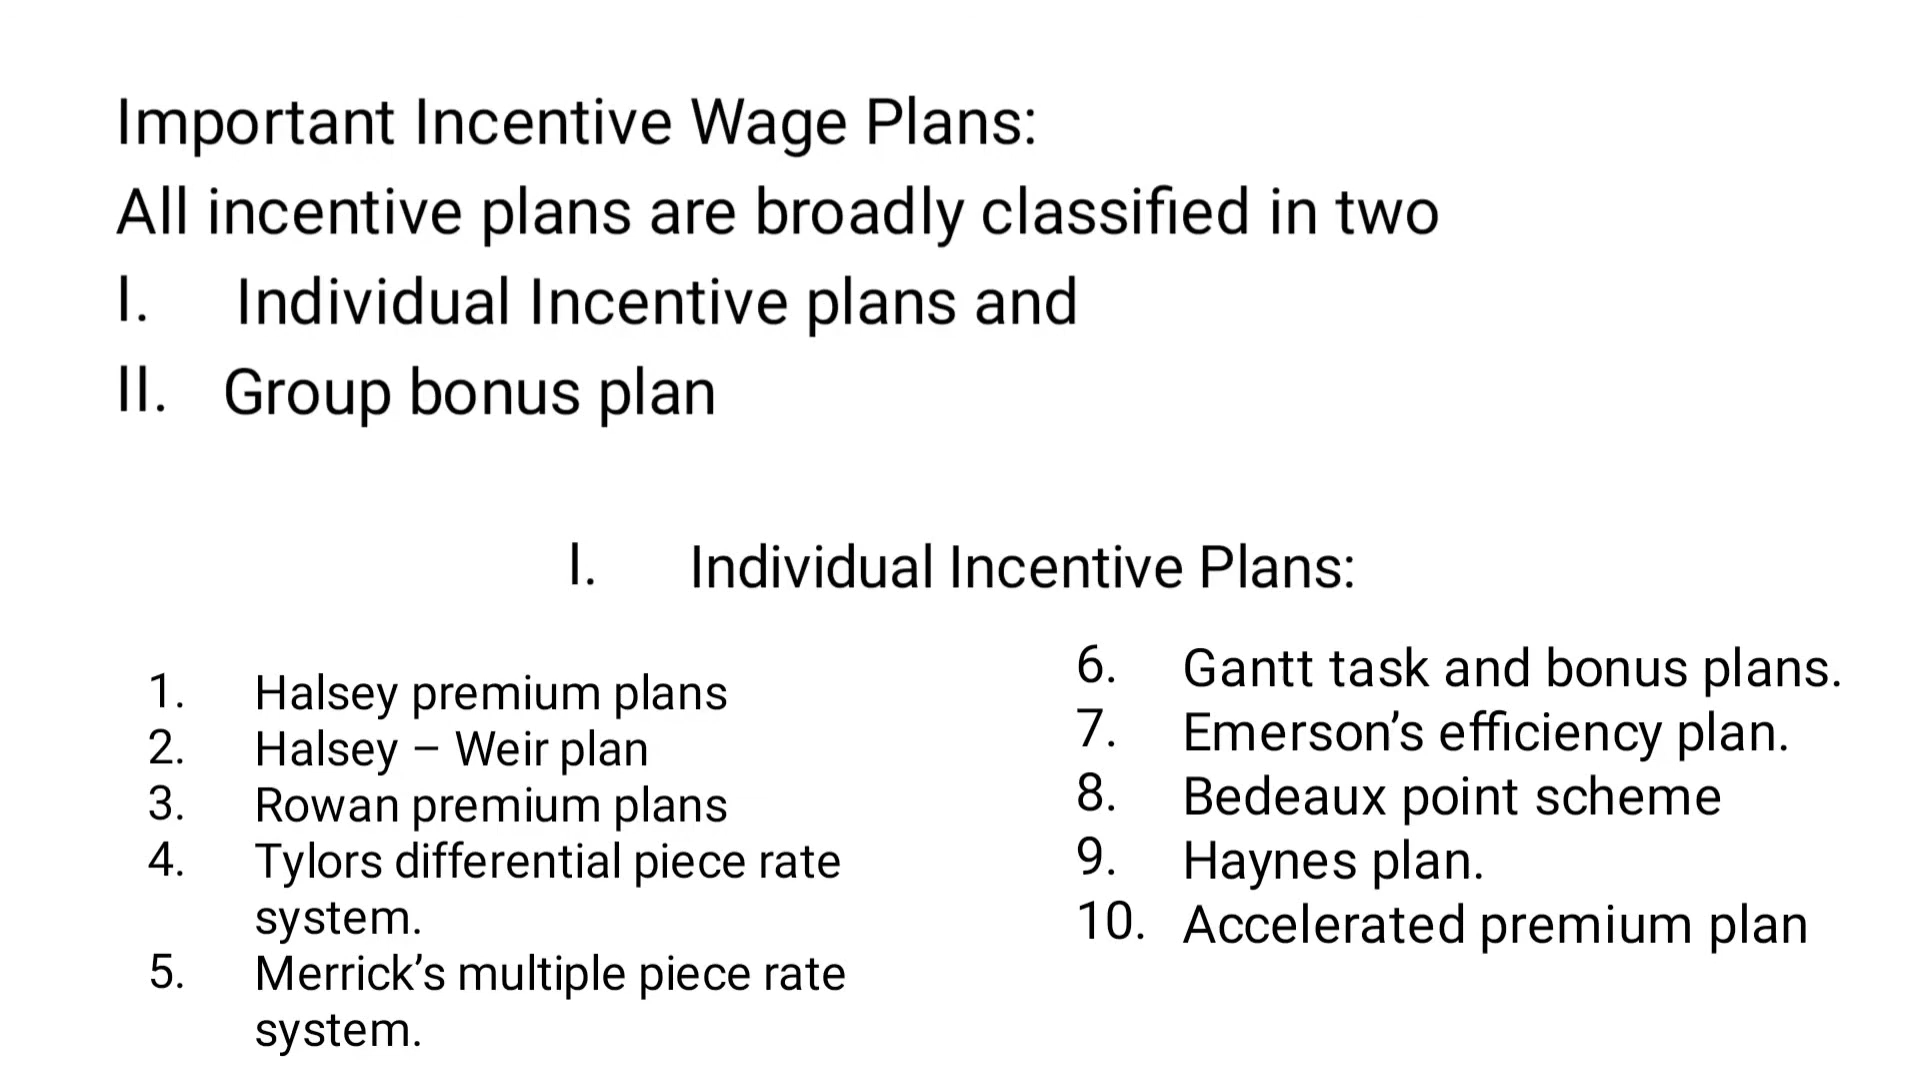 Important Incentive Wage Plans:
All incentive plans are broadly classified in two
I. Individual Incentive plans and
II. Group bonus plan
I. Individual Incentive Plans:
1. Halsey premium plans
2. Halsey – Weir plan
3. Rowan premium plans
4. Tylors differential piece rate
system.
5. Merrick’s multiple piece rate
system.
6. Gantt task and bonus plans.
7. Emerson’s efficiency plan.
8. Bedeaux point scheme
9. Haynes plan.
10. Accelerated premium plan